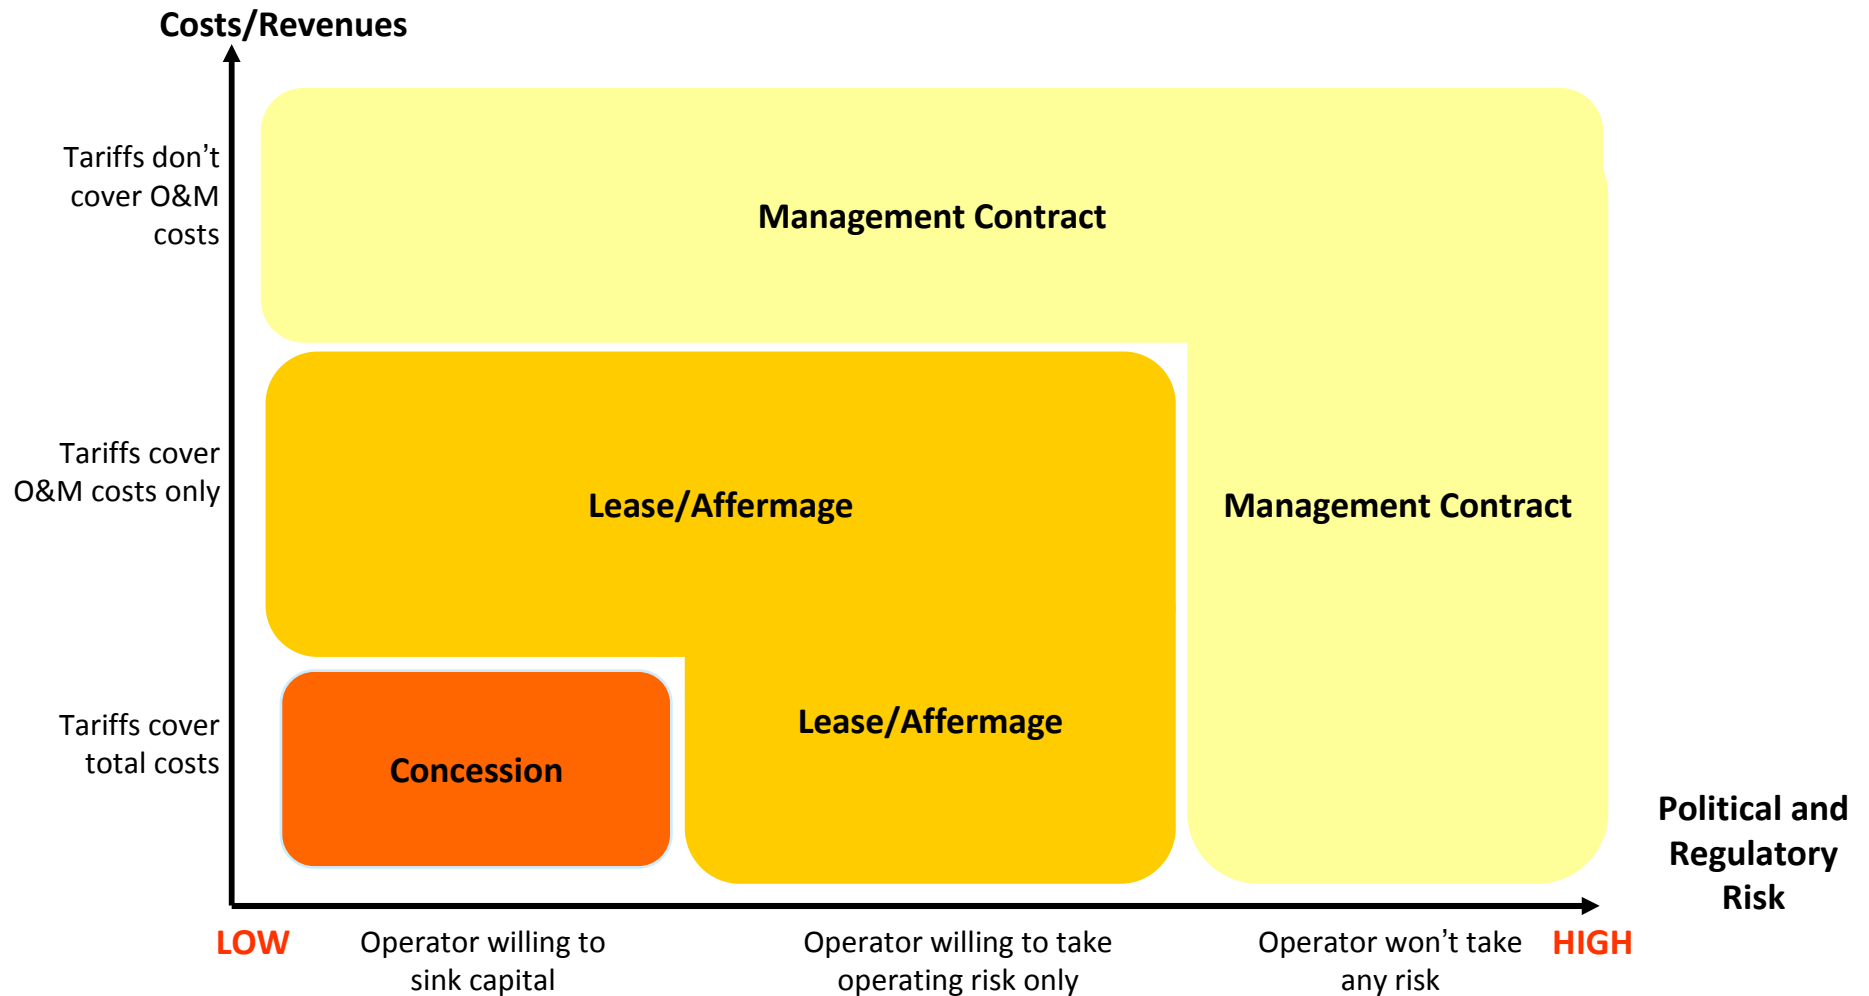 Costs/Revenues
Tariffs don’t
cover O&M
costs
Management Contract
Tariffs cover
O&M costs only
Lease/Affermage
Management Contract
Tariffs cover
total costs
Lease/Affermage
Concession
Political and
Regulatory
Risk
LOW
Operator willing to
sink capital
Operator willing to take
operating risk only
Operator won’t take
any risk
HIGH